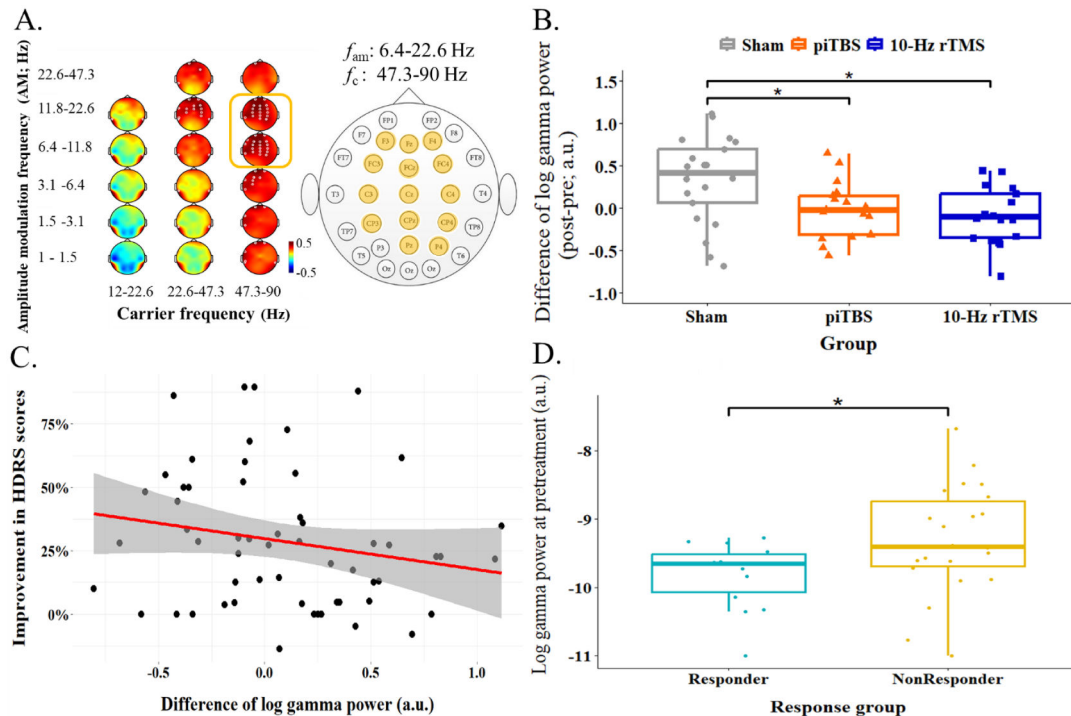 A.
Amplitude modulation frequency (AM; Hz)
22.6-47.3
11.8-22.6
6.4 -11.8
3.1 -6.4
1.5 -3.1
1 - 1.5
0.5
-0.5
12-22.6 22.6-47.3 47.3-90
Carrier frequency (Hz)
fam: 6.4-22.6 Hz
fc: 47.3-90 Hz
FP1 FP2
F7 F3 Fz F4 F8
FT7 FC3 FCz FC4 FT8
T3 C3 Cz C4 T4
TP7 CP3 CPz CP4 TP8
T5 P3 Pz P4 T6
Oz Oz Oz
B.
Sham piTBS 10-Hz rTMS
Difference of log gamma power
(post-pre; a.u.)
1.5
1.0
0.5
0.0
-0.5
-1.0
*
*
Sham piTBS 10-Hz rTMS
Group
C.
Improvement in HDRS scores
75%
50%
25%
0%
-0.5 0.0 0.5 1.0
Difference of log gamma power (a.u.)
D.
Log gamma power at pretreatment (a.u.)
-8
-9
-10
-11
*
Responder NonResponder
Response group